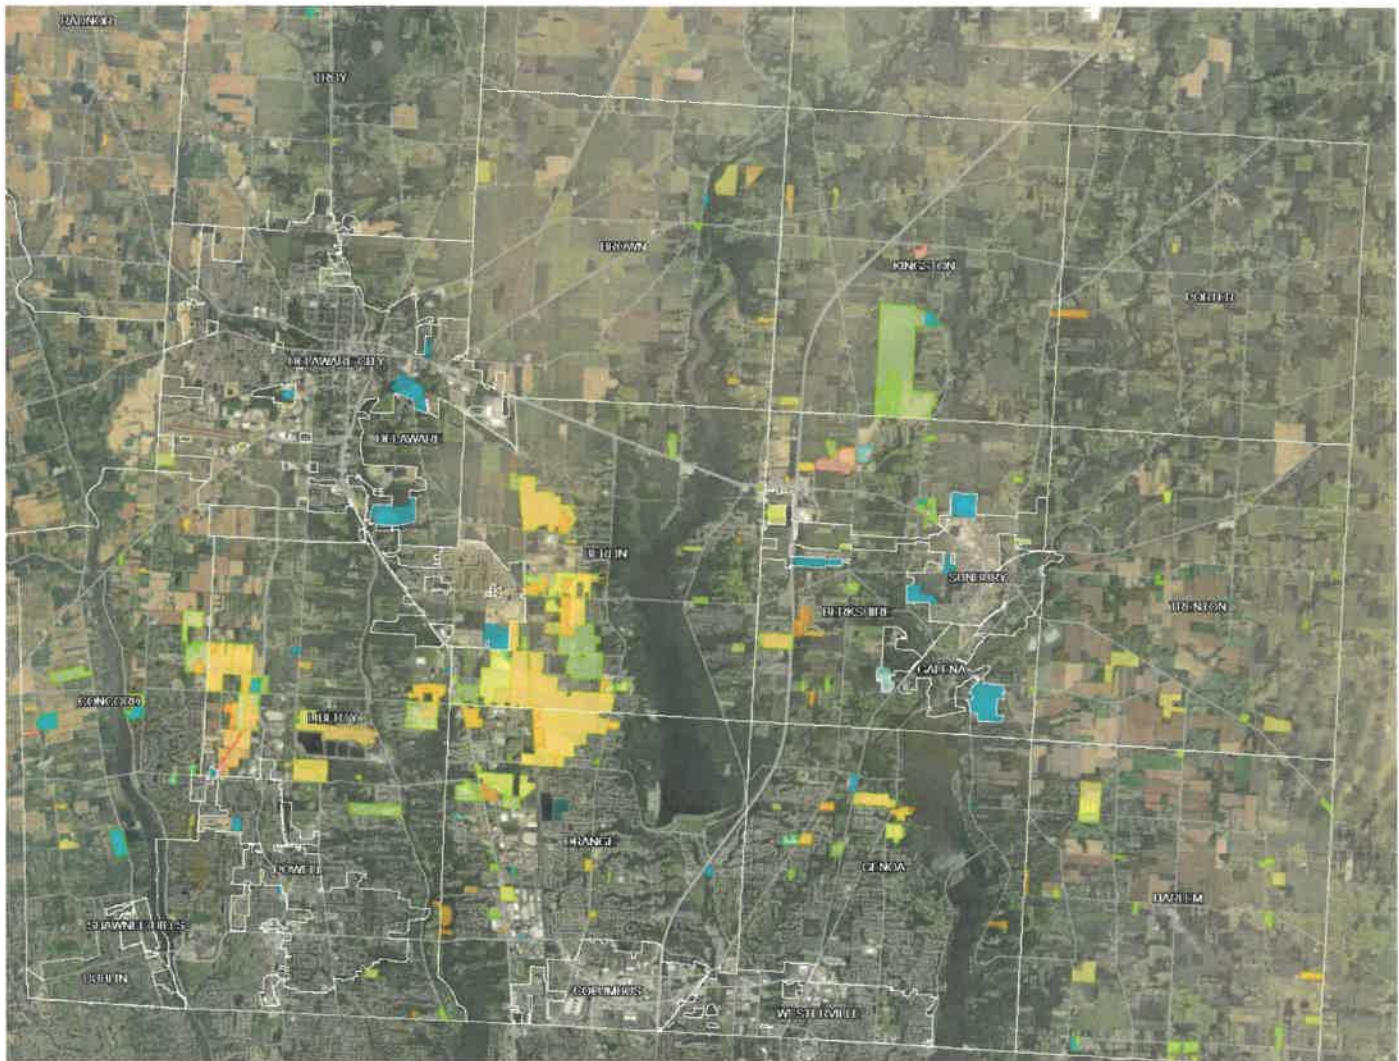 RADNOR
TROY
BROWN
KINGSTON
PORTER
DELAWARE CITY
DELAWARE
BERLIN
SUNBURY
BERKSHIRE
TRENTON
GALENA
CONCORD
LIBERTY
ORANGE
GENOA
POWELL
HARLEM
SHAWNEE HILLS
DUBLIN
COLUMBUS
WESTERVILLE